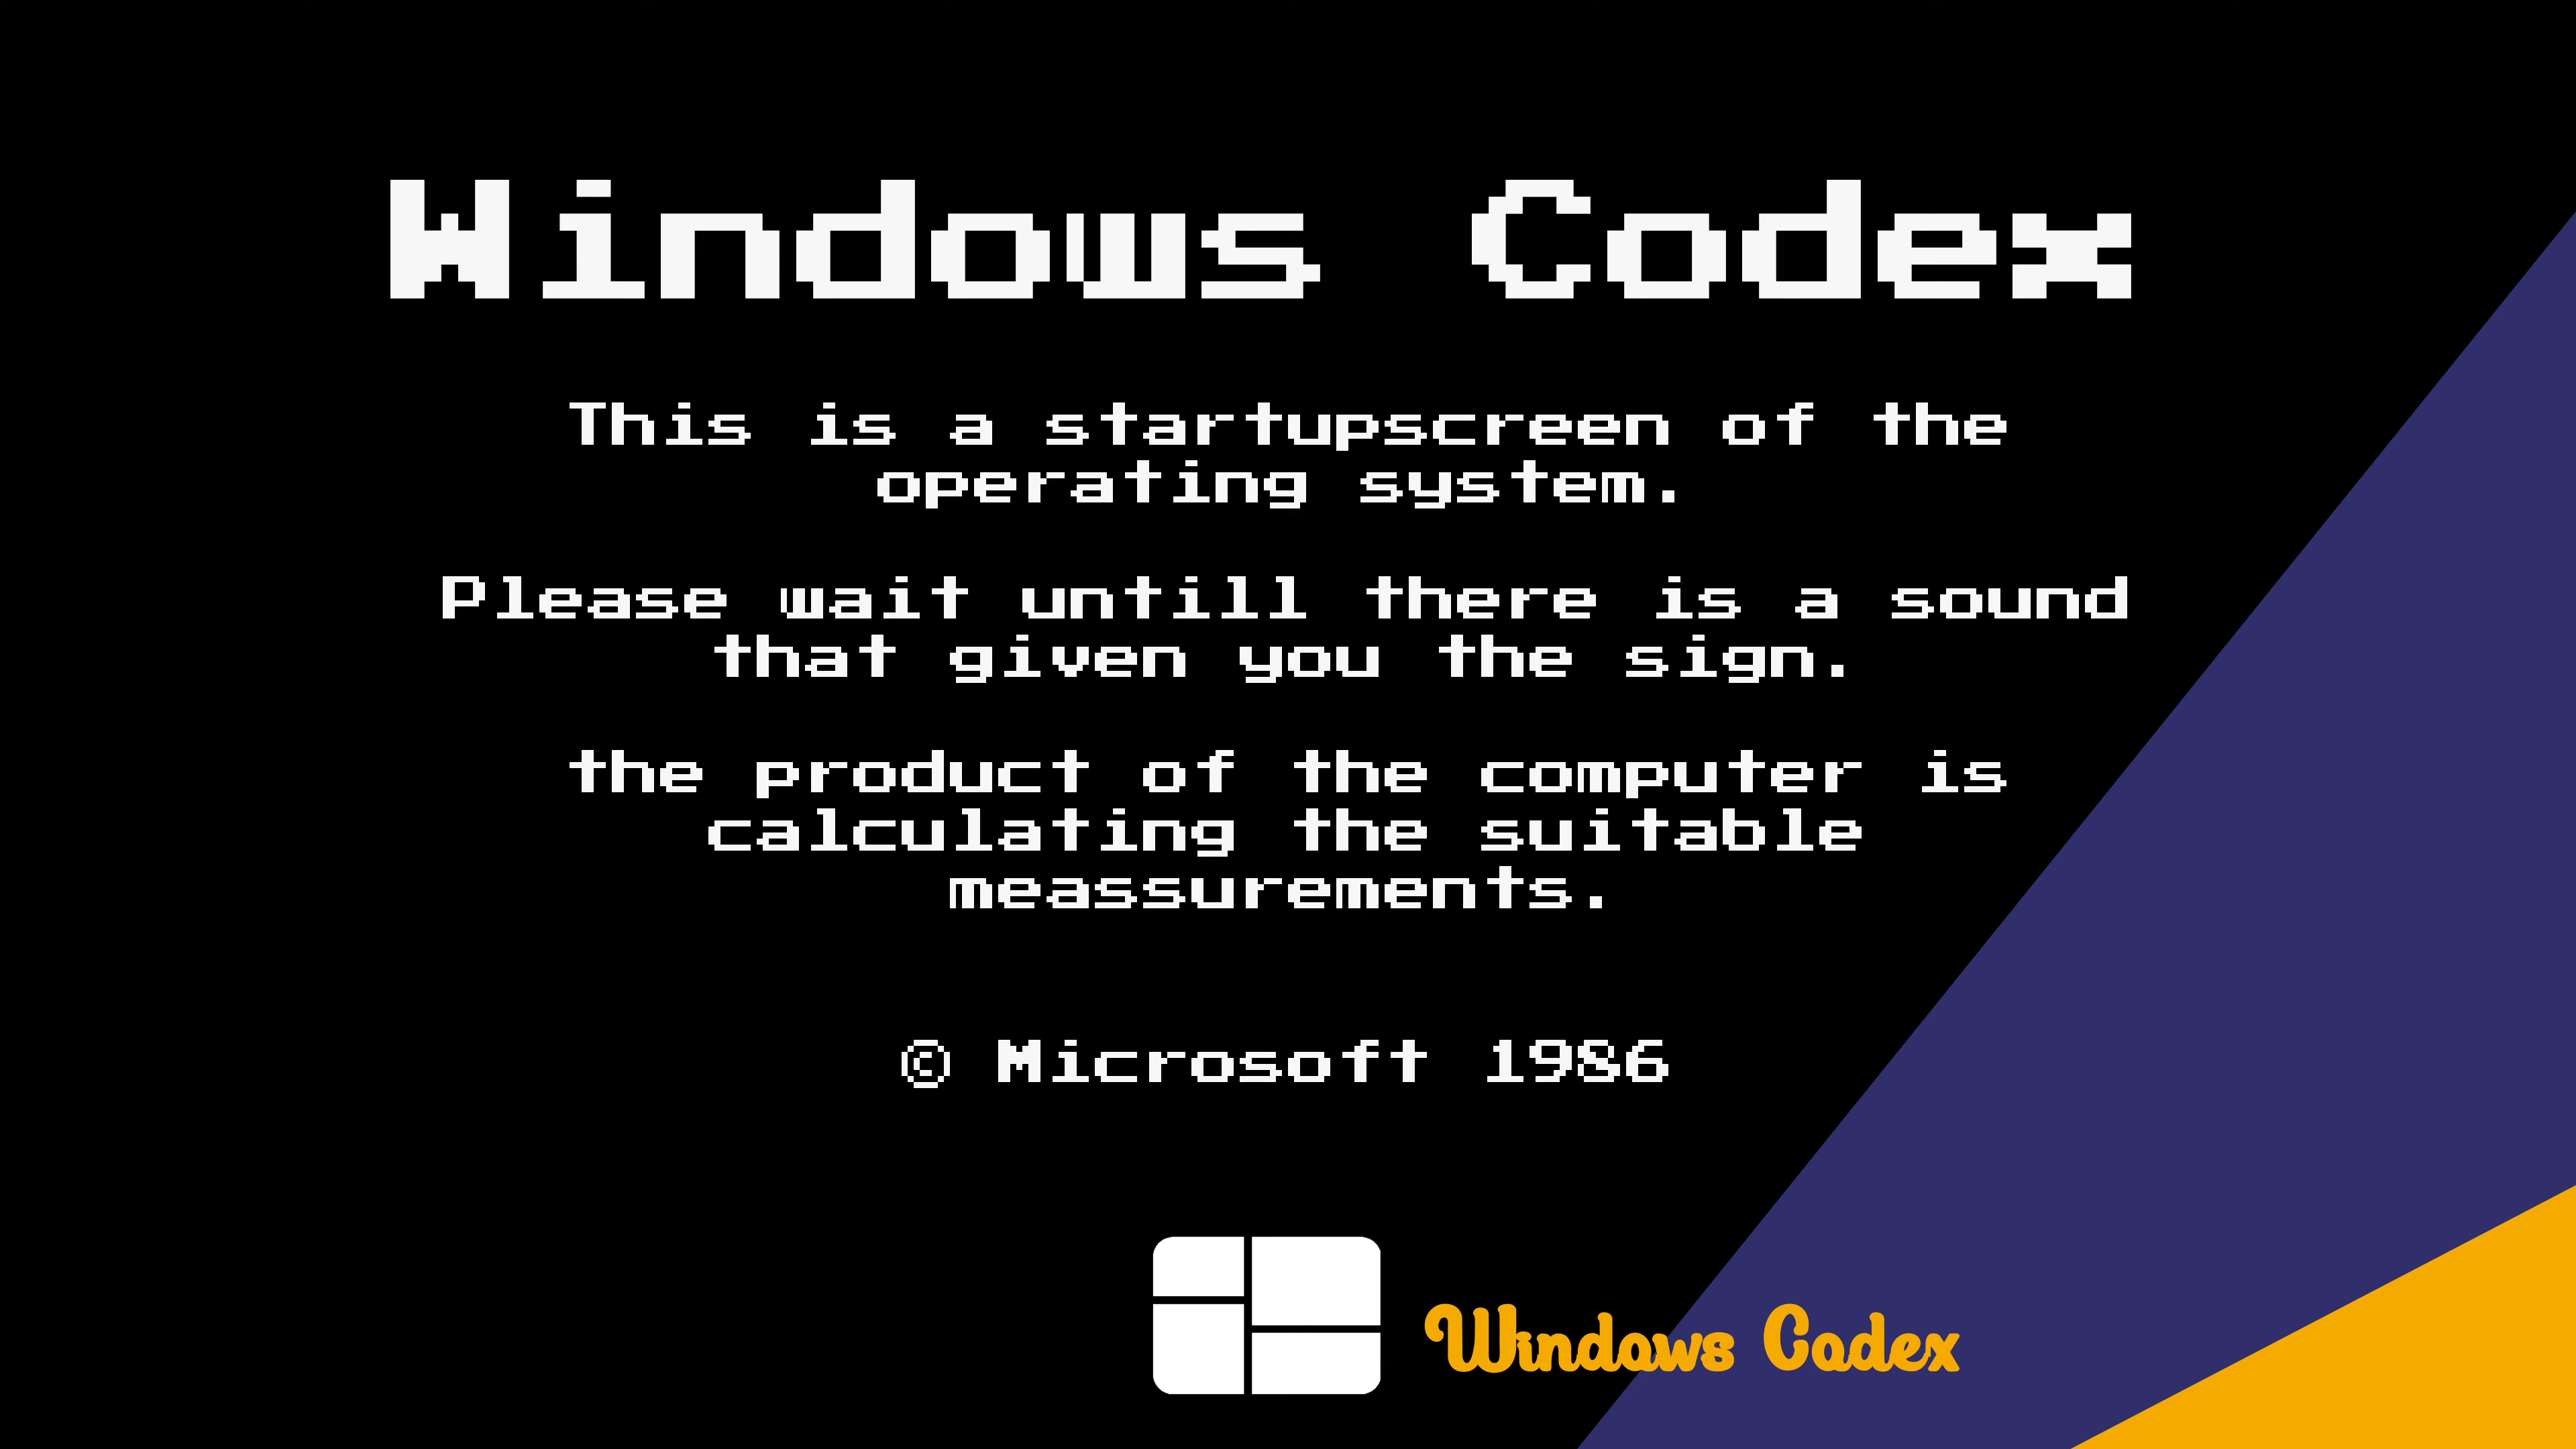 Windows Codex
This is a startupscreen of the
operating system.
Please wait untill there is a sound
that given you the sign.
the product of the computer is
calculating the suitable
meassurements.
© Microsoft 1986
Windows Codex